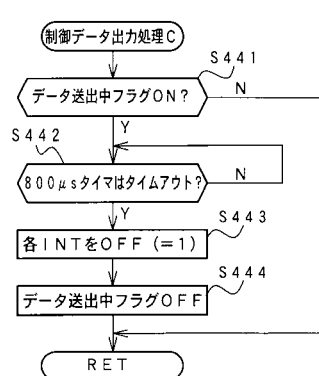 制御データ出力処理C
S441
データ送出中フラグON?
N
Y
S442
800μsタイマはタイムアウト?
N
Y
S443
各INTをOFF(=1)
S444
データ送出中フラグOFF
RET